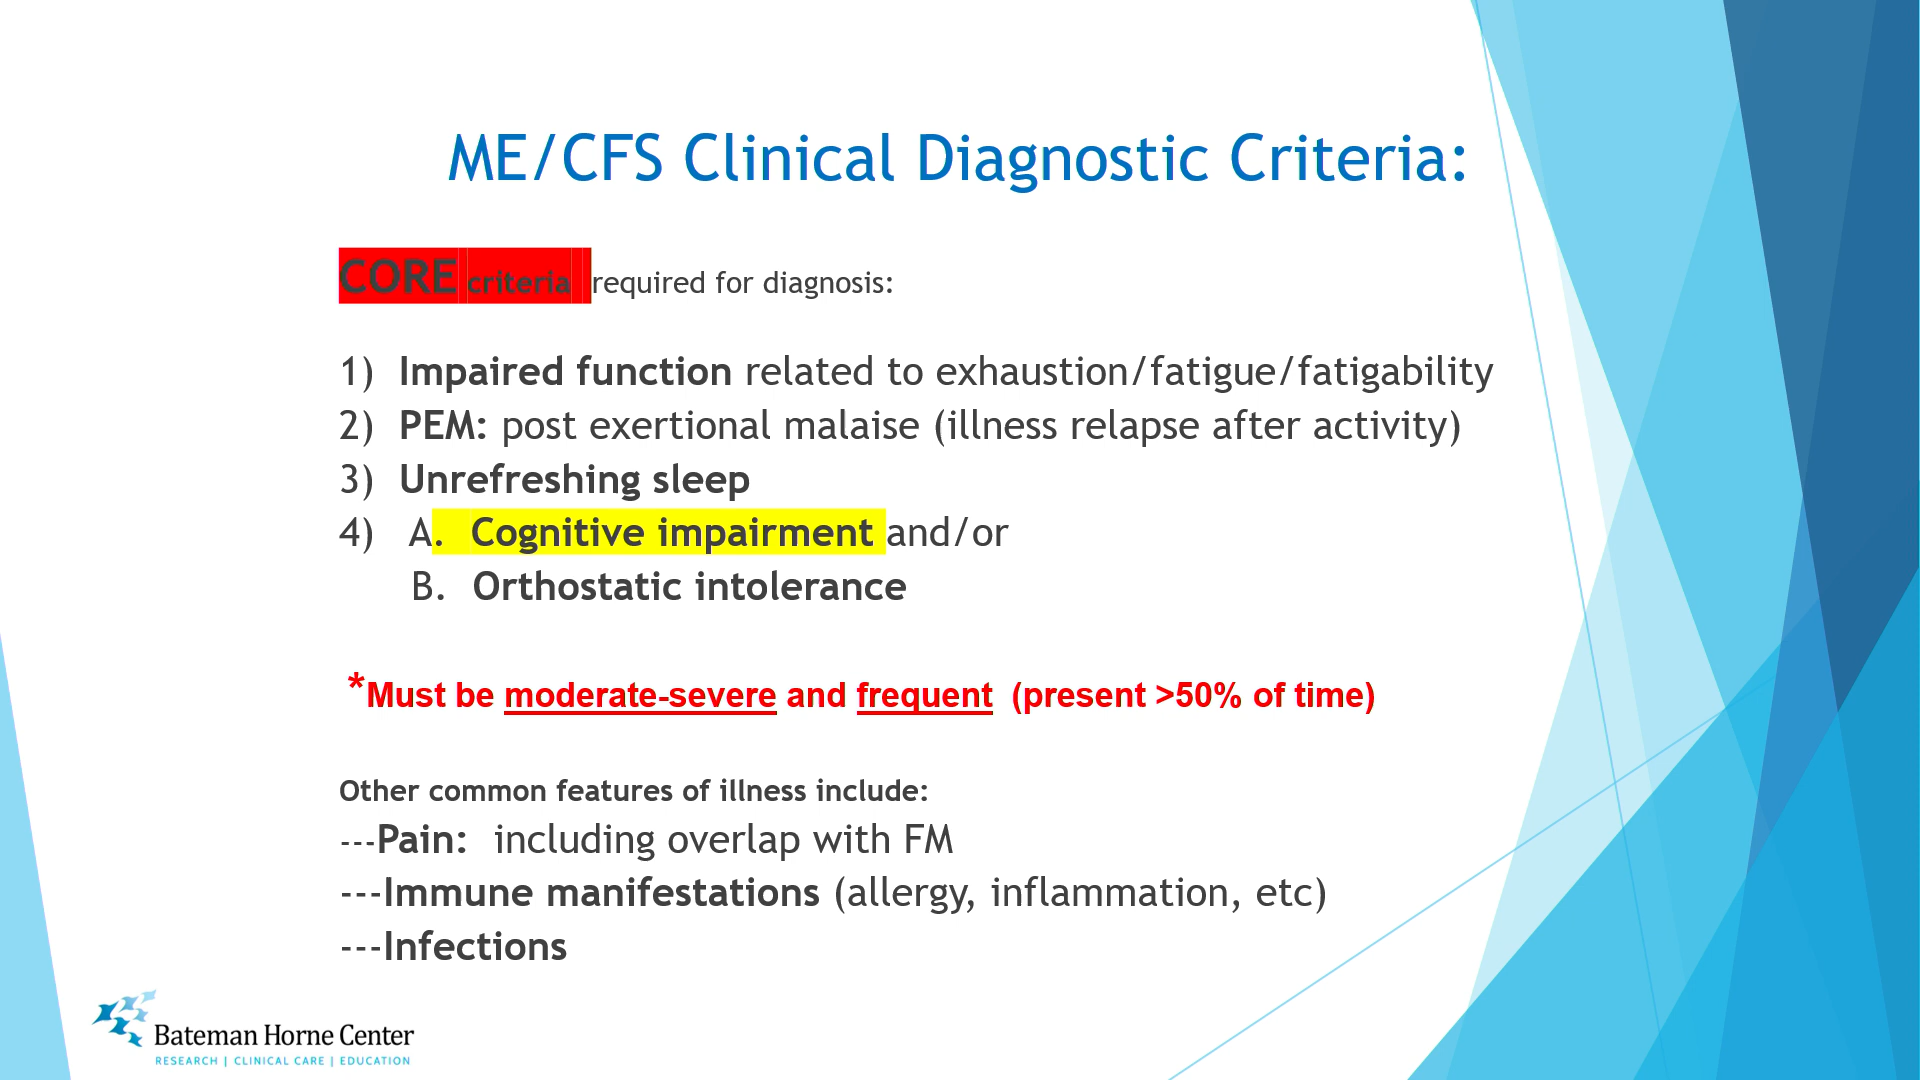 ME/CFS Clinical Diagnostic Criteria:
CORE criteria required for diagnosis:
1) Impaired function related to exhaustion/fatigue/fatigability
2) PEM: post exertional malaise (illness relapse after activity)
3) Unrefreshing sleep
4) A. Cognitive impairment and/or
B. Orthostatic intolerance
*Must be moderate-severe and frequent (present >50% of time)
Other common features of illness include:
---Pain: including overlap with FM
---Immune manifestations (allergy, inflammation, etc)
---Infections
Bateman Horne Center
RESEARCH | CLINICAL CARE | EDUCATION